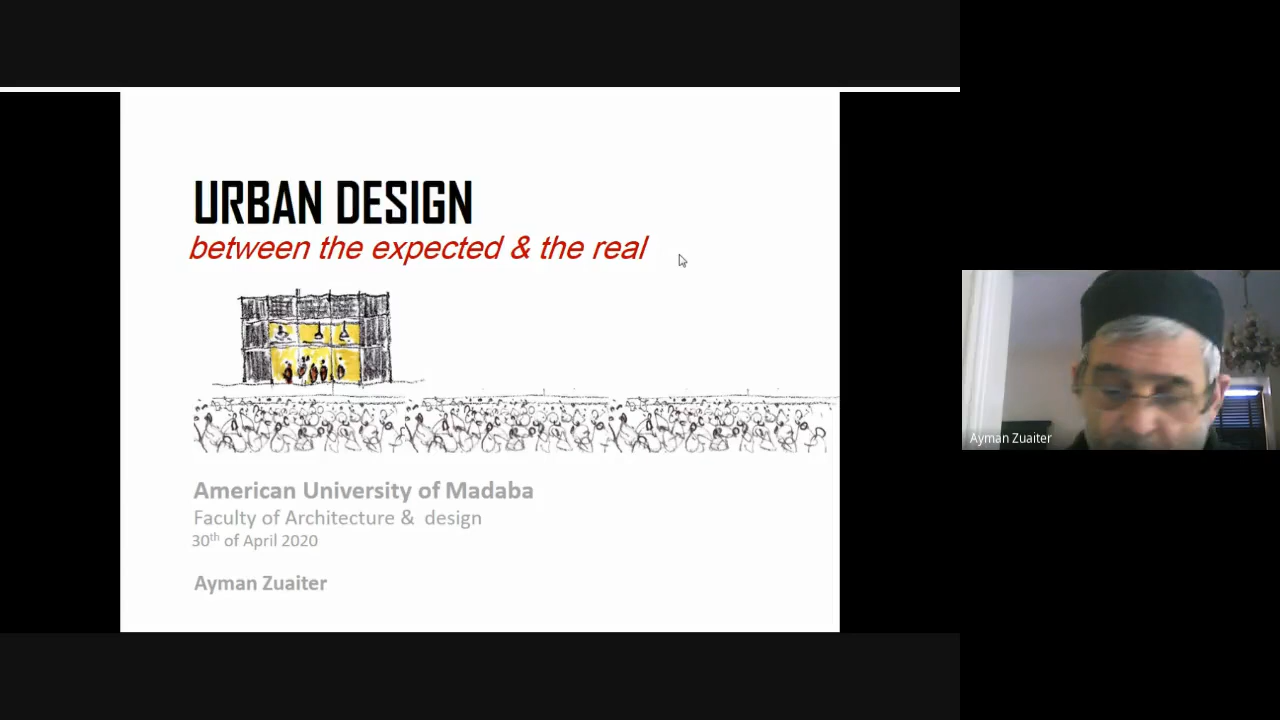 URBAN DESIGN
between the expected & the real
American University of Madaba
Faculty of Architecture & design
30th of April 2020
Ayman Zuaiter
Ayman Zuaiter